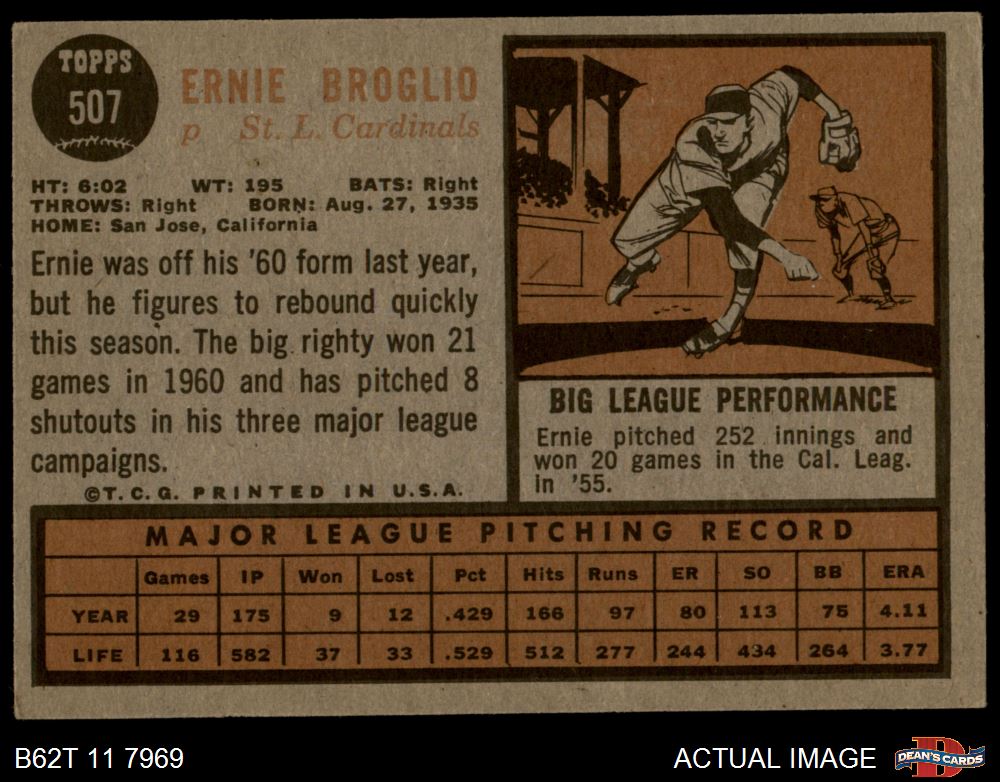 TOPPS
507
ERNIE BROGLIO
p St. L. Cardinals
HT: 6:02 WT: 195 BATS: Right
THROWS: Right BORN: Aug. 27, 1935
HOME: San Jose, California
Ernie was off his '60 form last year,
but he figures to rebound quickly
this season. The big righty won 21
games in 1960 and has pitched 8
shutouts in his three major league
campaigns.
©T.C.G. PRINTED IN U.S.A.
BIG LEAGUE PERFORMANCE
Ernie pitched 252 innings and
won 20 games in the Cal. Leag.
in '55.
MAJOR LEAGUE PITCHING RECORD
Games IP Won Lost Pct Hits Runs ER SO BB ERA
YEAR 29 175 9 12 .429 166 97 80 113 75 4.11
LIFE 116 582 37 33 .529 512 277 244 434 264 3.77
B62T 11 7969
ACTUAL IMAGE
D
DEAN'S CARDS